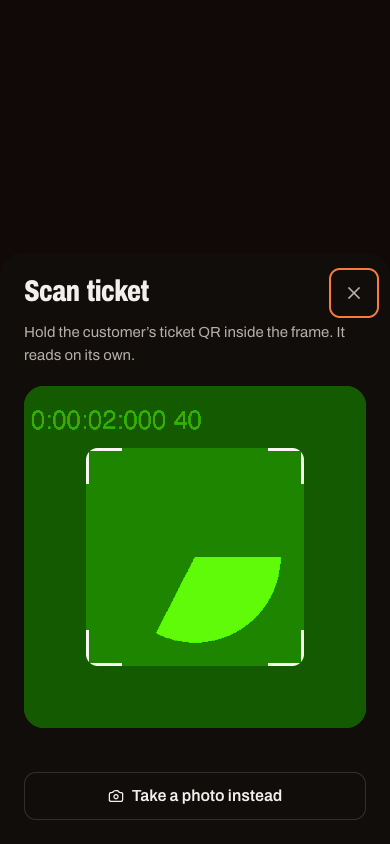 Scan ticket
Hold the customer’s ticket QR inside the frame. It
reads on its own.
0:00:02:000 40
Take a photo instead